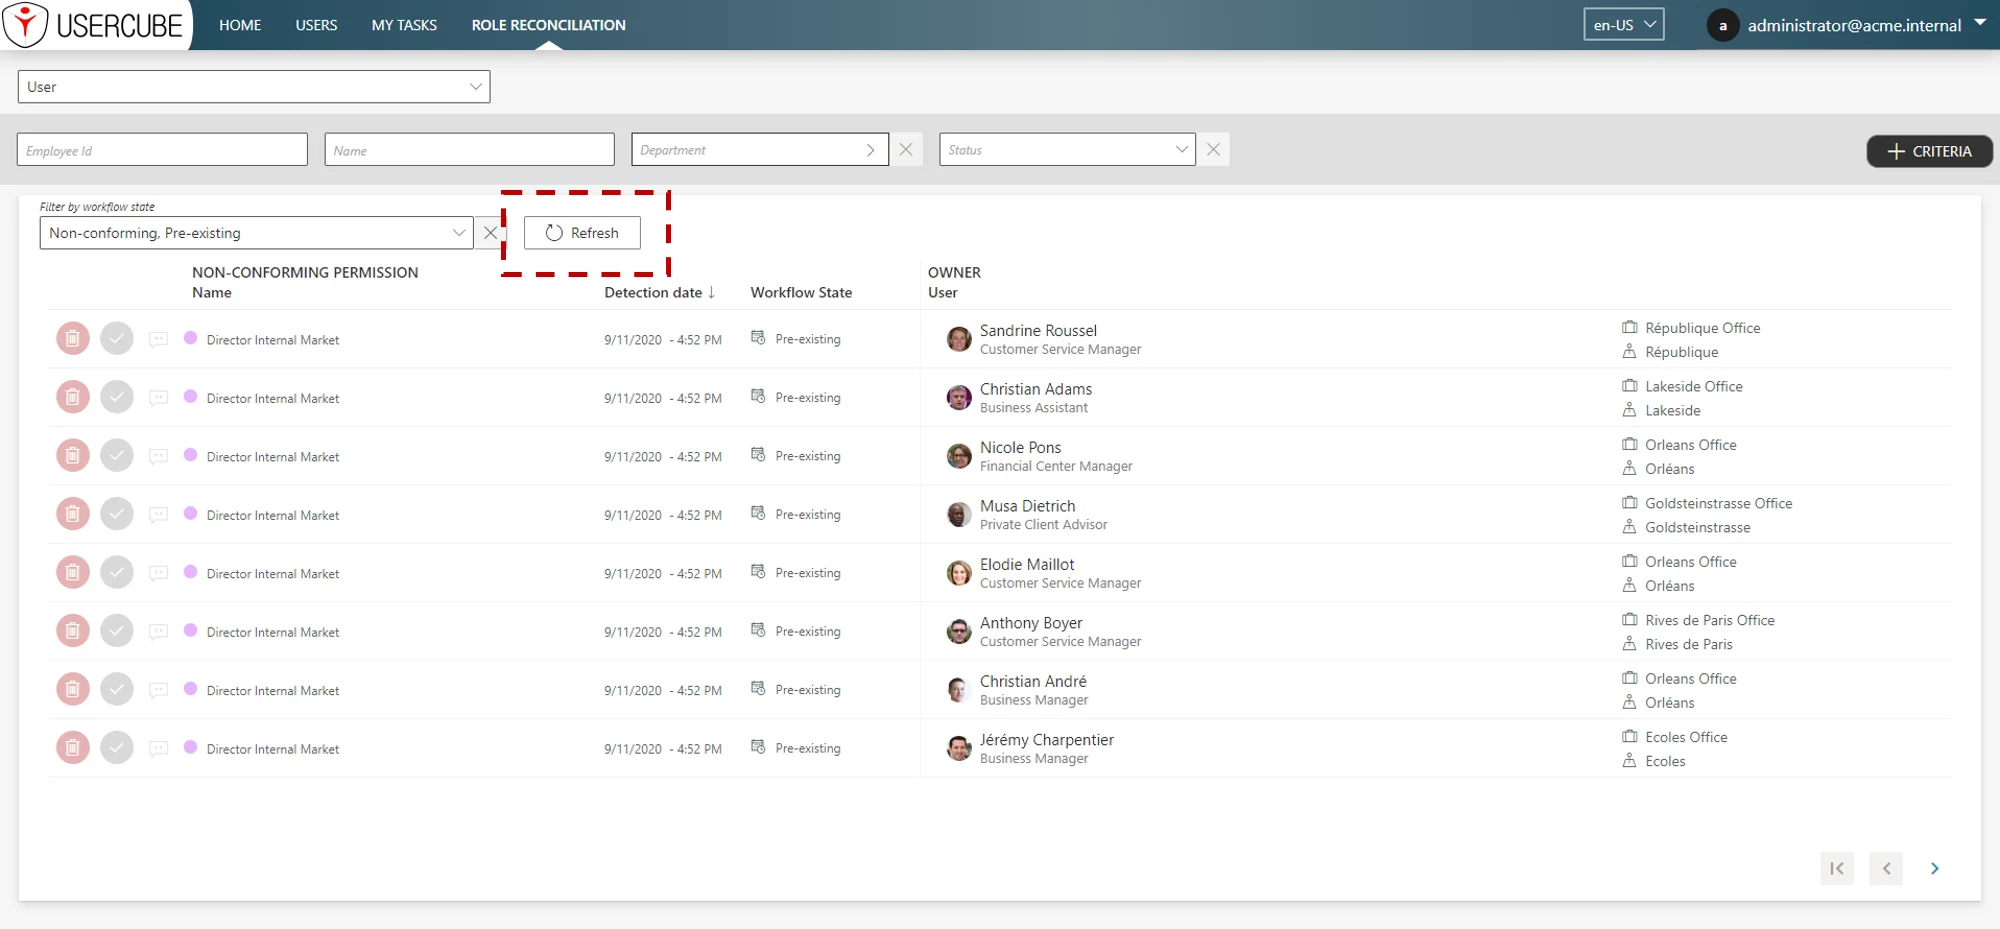 USERCUBE HOME USERS MY TASKS ROLE RECONCILIATION en-US a administrator@acme.internal
User
Employee Id Name Department Status CRITERIA
Filter by workflow state
Non-conforming, Pre-existing Refresh
NON-CONFORMING PERMISSION OWNER
Name Detection date Workflow State User
Director Internal Market 9/11/2020 - 4:52 PM Pre-existing
Sandrine Roussel
Customer Service Manager
République Office
République
Director Internal Market 9/11/2020 - 4:52 PM Pre-existing
Christian Adams
Business Assistant
Lakeside Office
Lakeside
Director Internal Market 9/11/2020 - 4:52 PM Pre-existing
Nicole Pons
Financial Center Manager
Orleans Office
Orléans
Director Internal Market 9/11/2020 - 4:52 PM Pre-existing
Musa Dietrich
Private Client Advisor
Goldsteinstrasse Office
Goldsteinstrasse
Director Internal Market 9/11/2020 - 4:52 PM Pre-existing
Elodie Maillot
Customer Service Manager
Orleans Office
Orléans
Director Internal Market 9/11/2020 - 4:52 PM Pre-existing
Anthony Boyer
Customer Service Manager
Rives de Paris Office
Rives de Paris
Director Internal Market 9/11/2020 - 4:52 PM Pre-existing
Christian André
Business Manager
Orleans Office
Orléans
Director Internal Market 9/11/2020 - 4:52 PM Pre-existing
Jérémy Charpentier
Business Manager
Ecoles Office
Ecoles